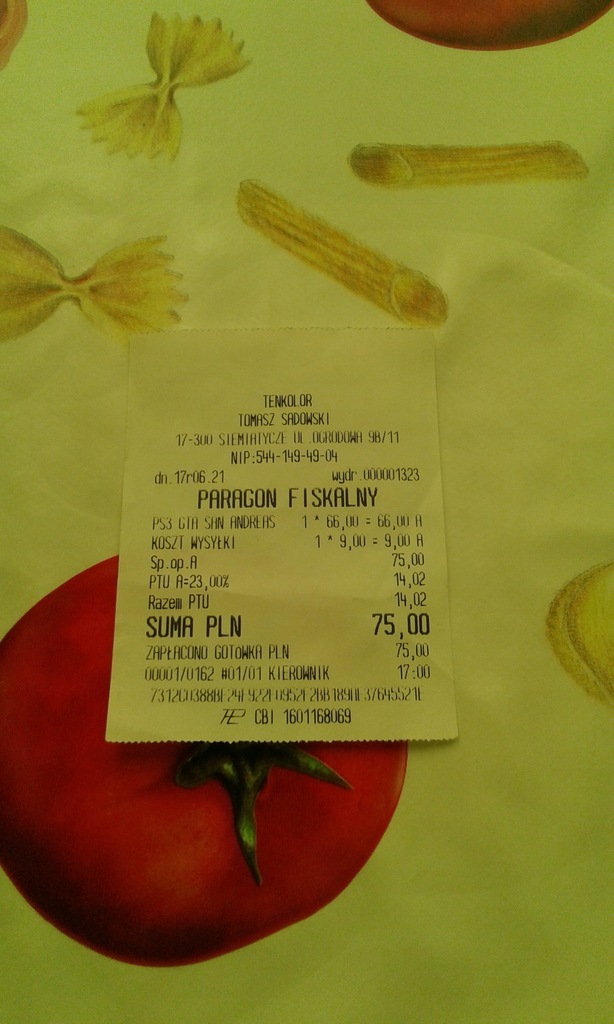 TENKOLOR
TOMASZ SADOWSKI
17-300 SIEMIATYCZE UL.OGRODOWA 9B/11
NIP:544-149-49-04
dn.17r06.21 wydr.000001323
PARAGON FISKALNY
PS3 GTA SAN ANDREAS 1 * 66,00 = 66,00 A
KOSZT WYSYŁKI 1 * 9,00 = 9,00 A
Sp.op.A 75,00
PTU A=23,00% 14,02
Razem PTU 14,02
SUMA PLN 75,00
ZAPŁACONO GOTÓWKA PLN 75,00
00001/0162 #01/01 KIEROWNIK 17:00
CBI 1601168069